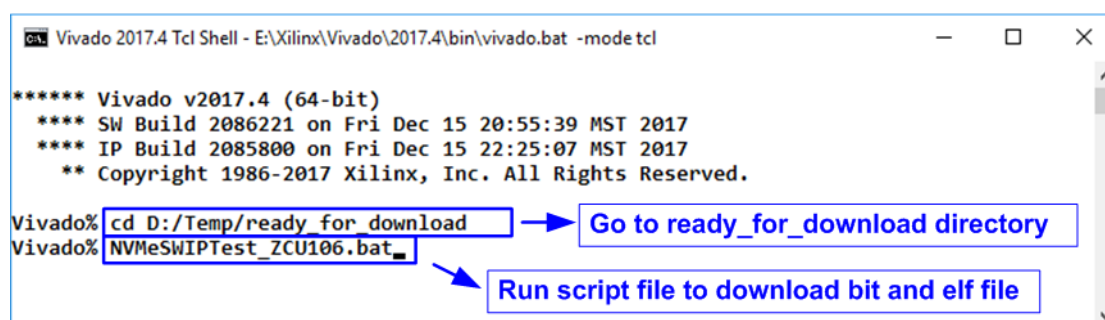 Vivado 2017.4 Tcl Shell - E:\Xilinx\Vivado\2017.4\bin\vivado.bat -mode tcl
****** Vivado v2017.4 (64-bit)
**** SW Build 2086221 on Fri Dec 15 20:55:39 MST 2017
**** IP Build 2085800 on Fri Dec 15 22:25:07 MST 2017
** Copyright 1986-2017 Xilinx, Inc. All Rights Reserved.
Vivado% cd D:/Temp/ready_for_download
Go to ready_for_download directory
Vivado% NVMeSWIPTest_ZCU106.bat
Run script file to download bit and elf file